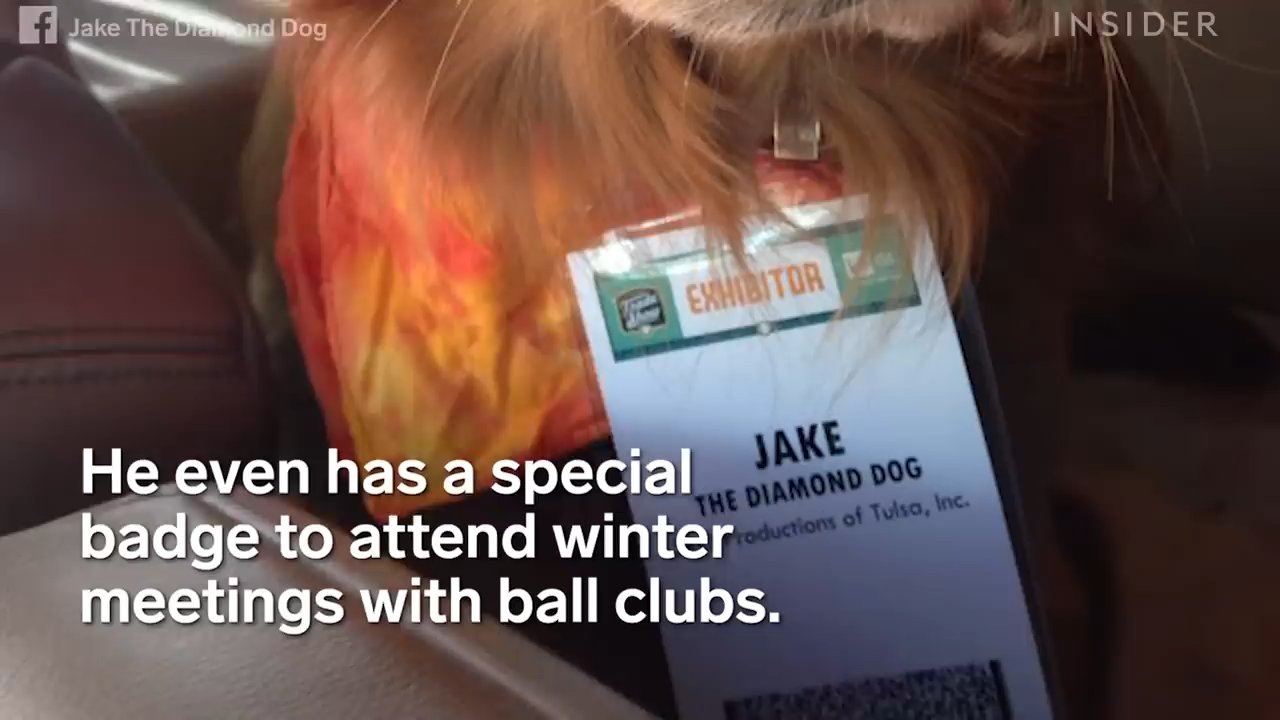 Jake The Diamond Dog
INSIDER
EXHIBITOR
JAKE
THE DIAMOND DOG
of Tulsa, Inc.
He even has a special
badge to attend winter
meetings with ball clubs.